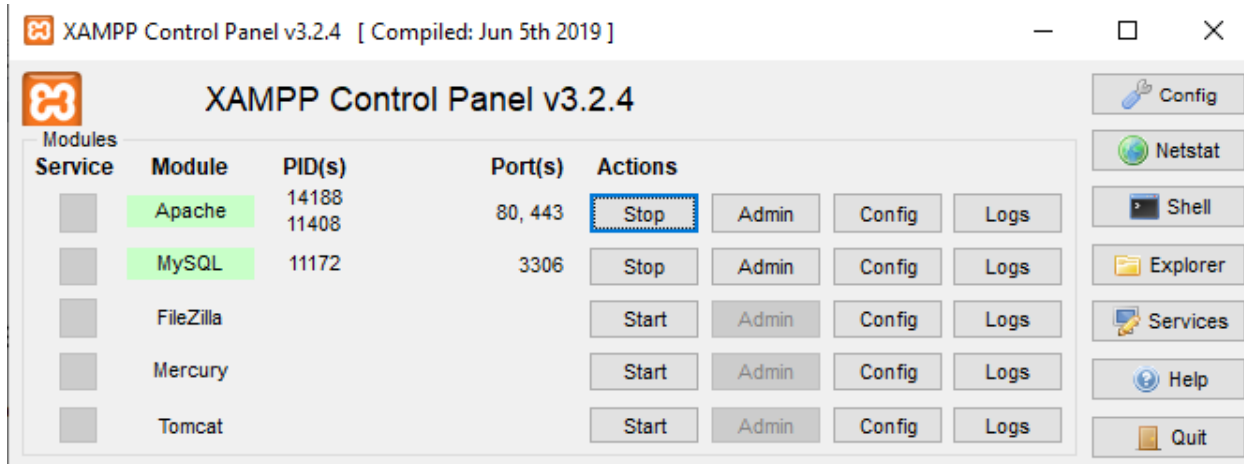 XAMPP Control Panel v3.2.4 [ Compiled: Jun 5th 2019 ]
XAMPP Control Panel v3.2.4
Modules
Service Module PID(s) Port(s) Actions
Apache 14188 11408 80, 443 Stop Admin Config Logs
MySQL 11172 3306 Stop Admin Config Logs
FileZilla Start Admin Config Logs
Mercury Start Admin Config Logs
Tomcat Start Admin Config Logs
Config
Netstat
Shell
Explorer
Services
Help
Quit